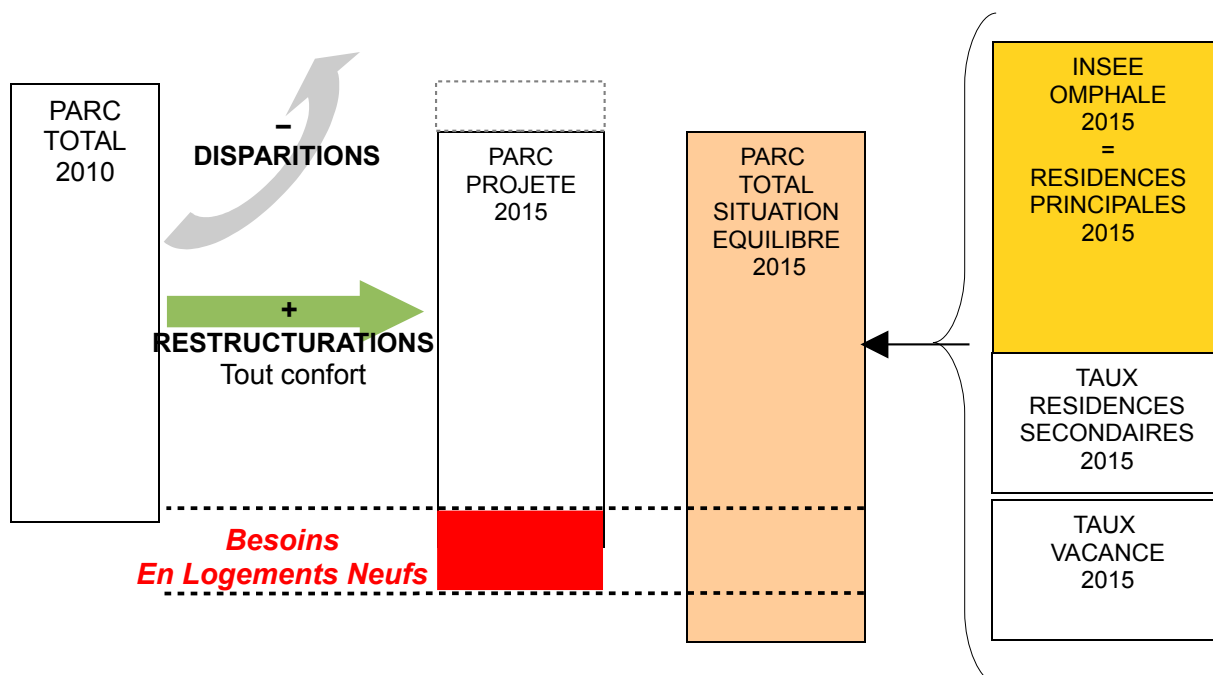 PARC
TOTAL
2010
–
DISPARITIONS
+
RESTRUCTURATIONS
Tout confort
PARC
PROJETE
2015
PARC
TOTAL
SITUATION
EQUILIBRE
2015
INSEE
OMPHALE
2015
=
RESIDENCES
PRINCIPALES
2015
TAUX
RESIDENCES
SECONDAIRES
2015
TAUX
VACANCE
2015
Besoins
En Logements Neufs